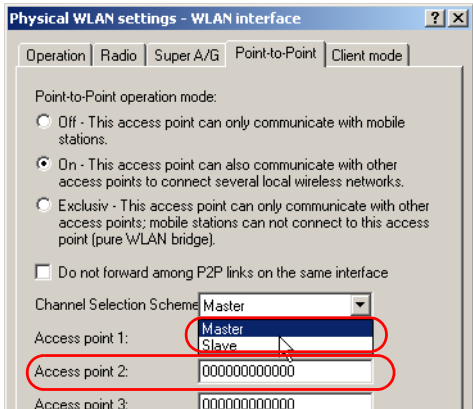 Physical WLAN settings - WLAN interface
Operation Radio Super A/G Point-to-Point Client mode
Point-to-Point operation mode:
Off - This access point can only communicate with mobile
stations.
On - This access point can also communicate with other
access points to connect several local wireless networks.
Exclusiv - This access point can only communicate with other
access points; mobile stations can not connect to this access
point (pure WLAN bridge).
Do not forward among P2P links on the same interface
Channel Selection Scheme Master
Master
Access point 1:
Slave
Access point 2: 000000000000
Access point 3: 000000000000